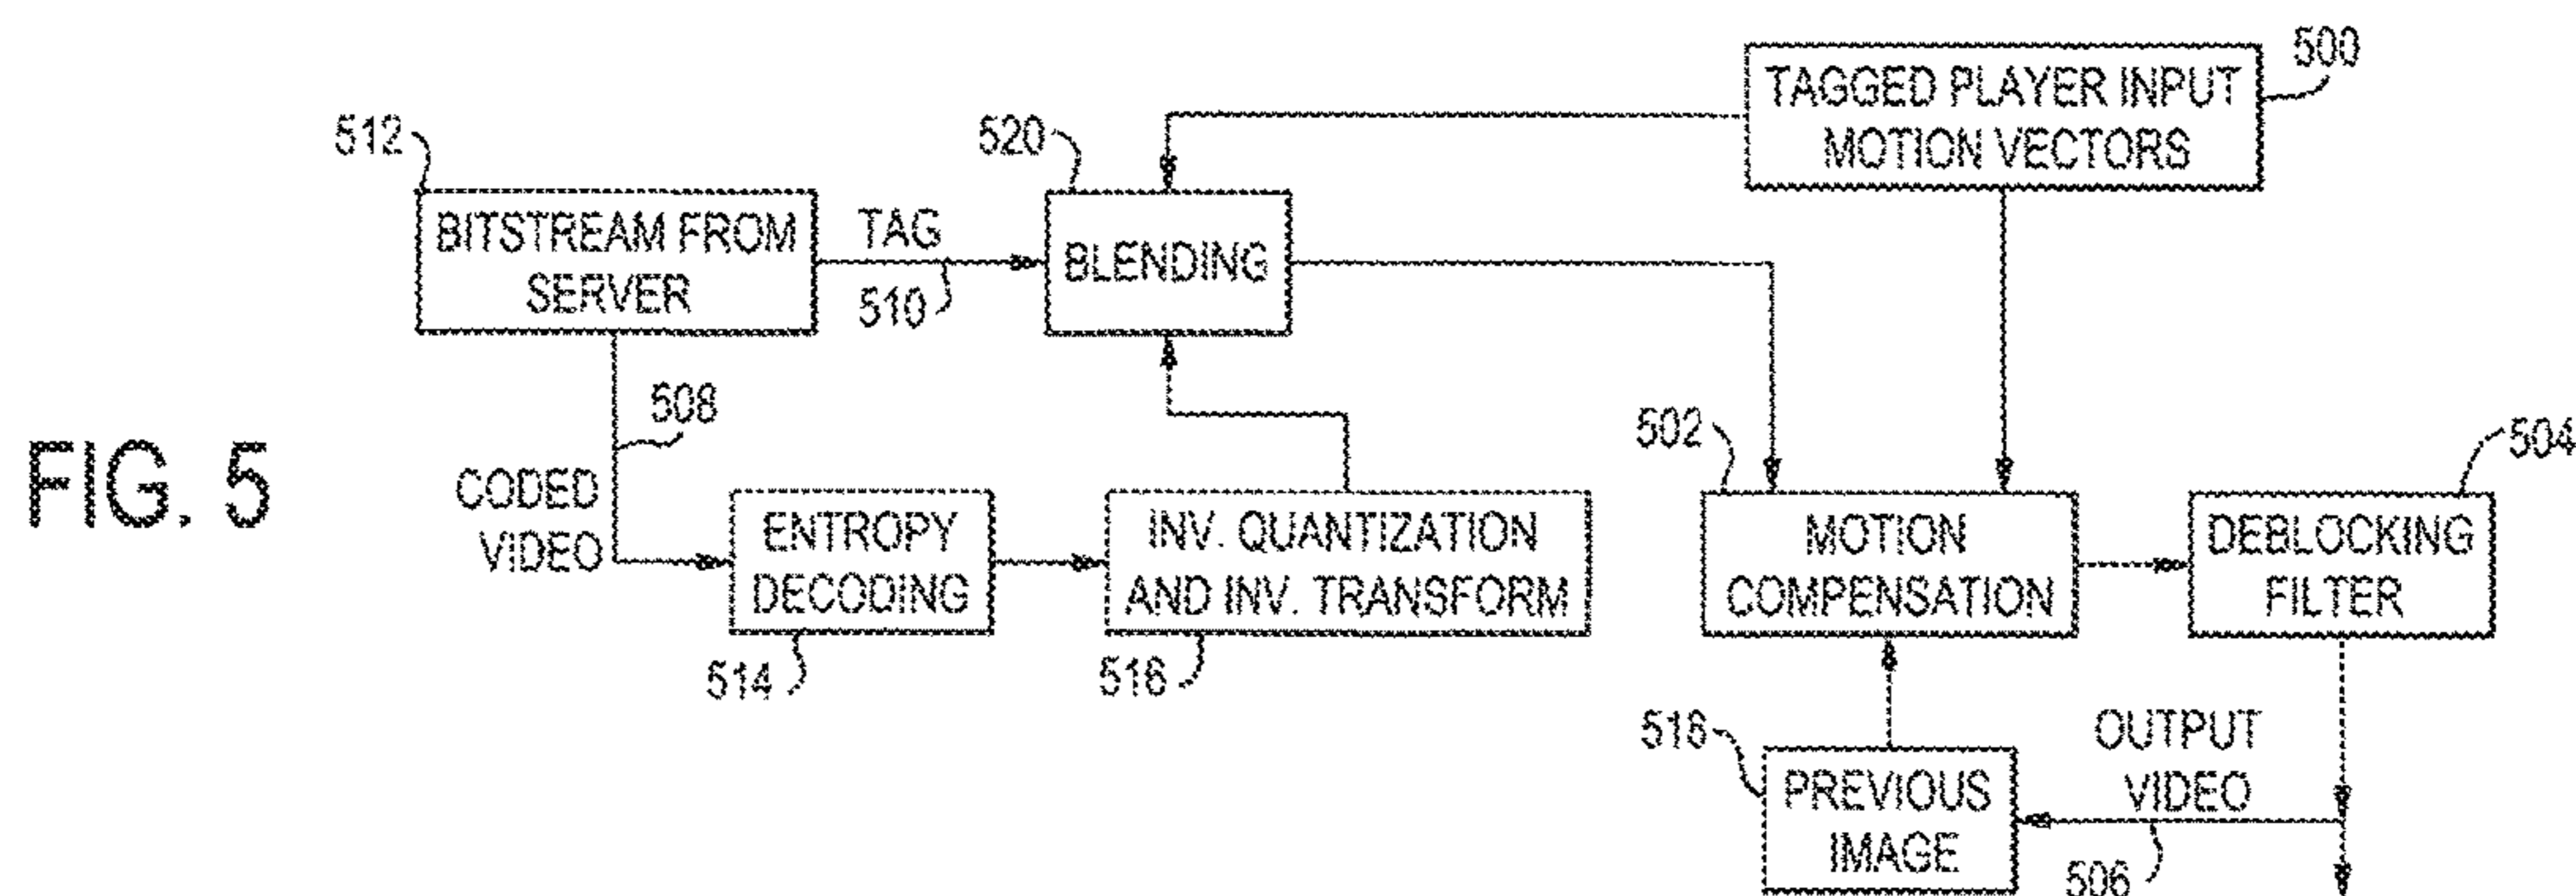 500
TAGGED PLAYER INPUT
MOTION VECTORS
512
520
BITSTREAM FROM
SERVER
TAG
510
BLENDING
508
CODED
VIDEO
FIG. 5
502
504
ENTROPY
DECODING
INV. QUANTIZATION
AND INV. TRANSFORM
MOTION
COMPENSATION
DEBLOCKING
FILTER
514
516
518
PREVIOUS
IMAGE
OUTPUT
VIDEO
506